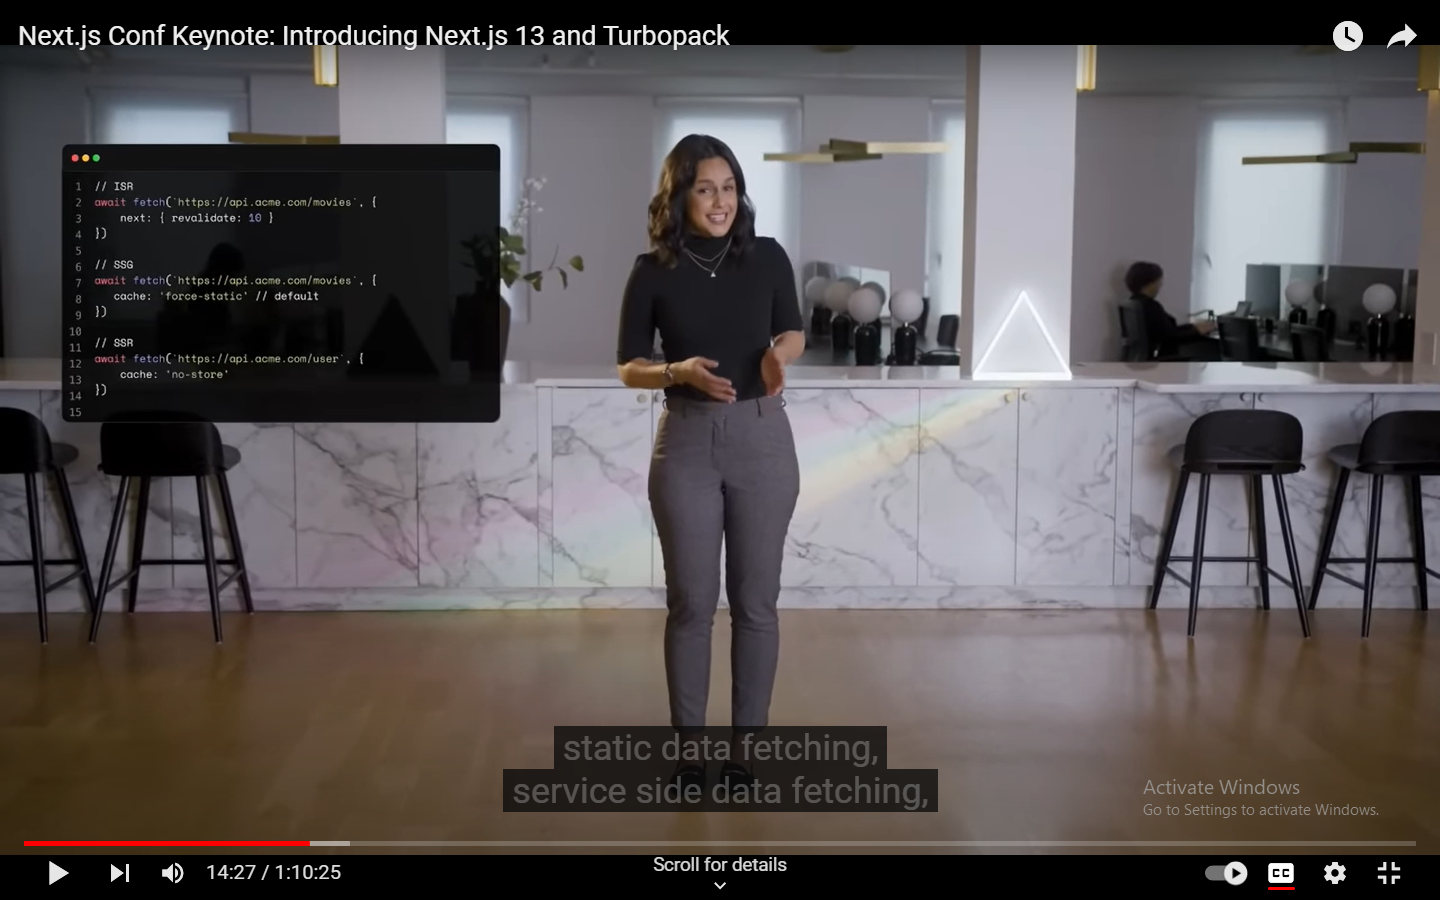 Next.js Conf Keynote: Introducing Next.js 13 and Turbopack
1 // ISR
2 await fetch(`https://api.acme.com/movies`, {
3 next: { revalidate: 10 }
4 })
5
6 // SSG
7 await fetch(`https://api.acme.com/movies`, {
8 cache: 'force-static' // default
9 })
10
11 // SSR
12 await fetch(`https://api.acme.com/user`, {
13 cache: 'no-store'
14 })
15
static data fetching,
service side data fetching,
Activate Windows
Go to Settings to activate Windows.
14:27 / 1:10:25
Scroll for details
CC